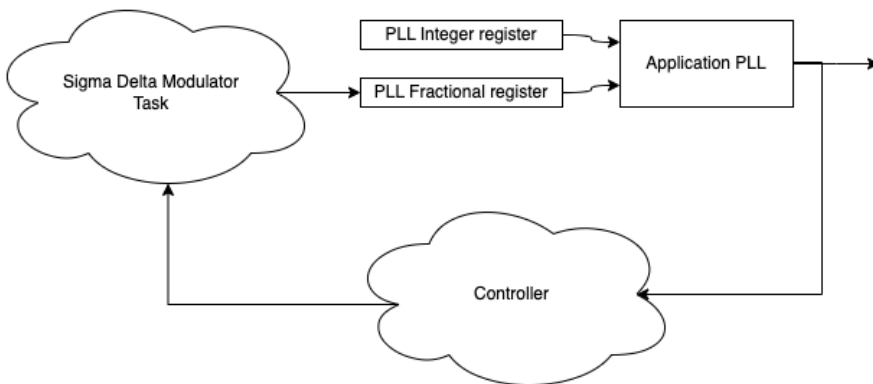 Sigma Delta Modulator
Task
PLL Integer register
PLL Fractional register
Application PLL
Controller